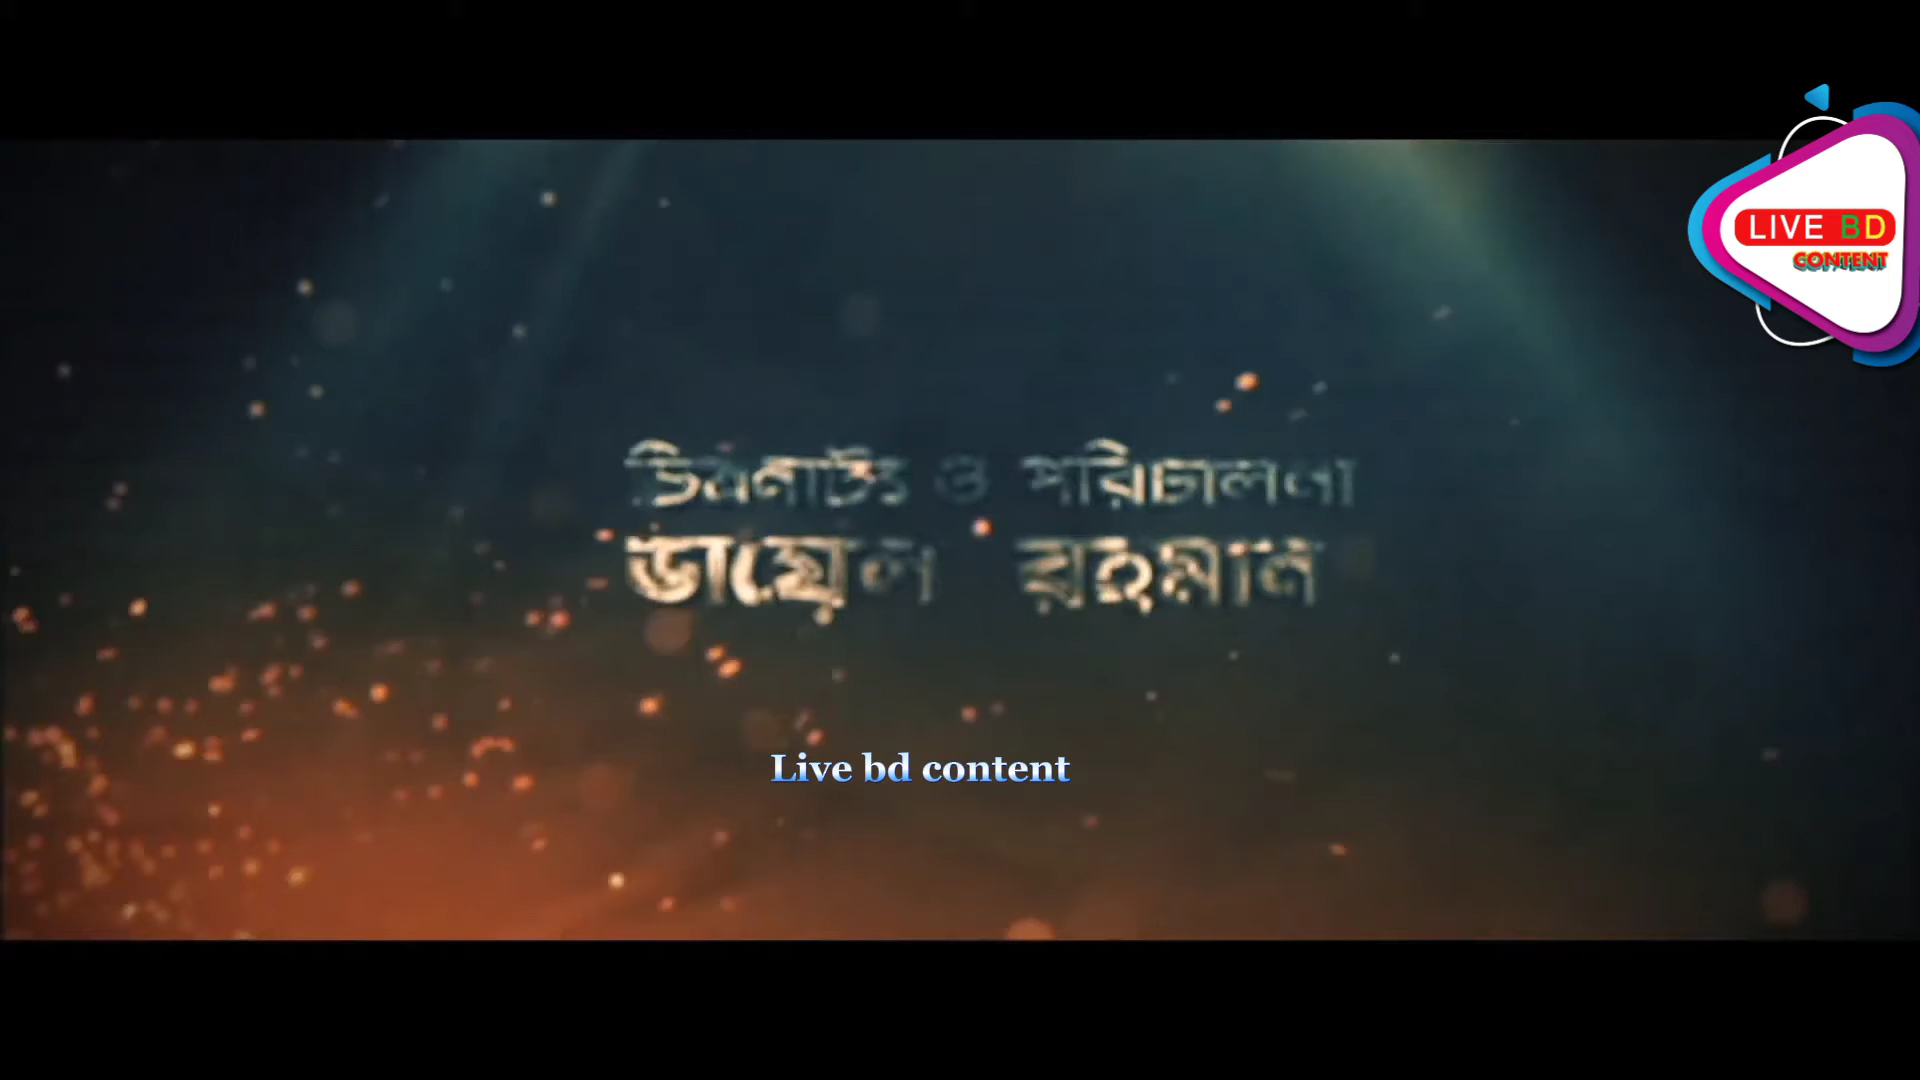 LIVE BD
CONTENT
চিত্রনাট্য ও পরিচালনা
ডায়েল রহমান
Live bd content